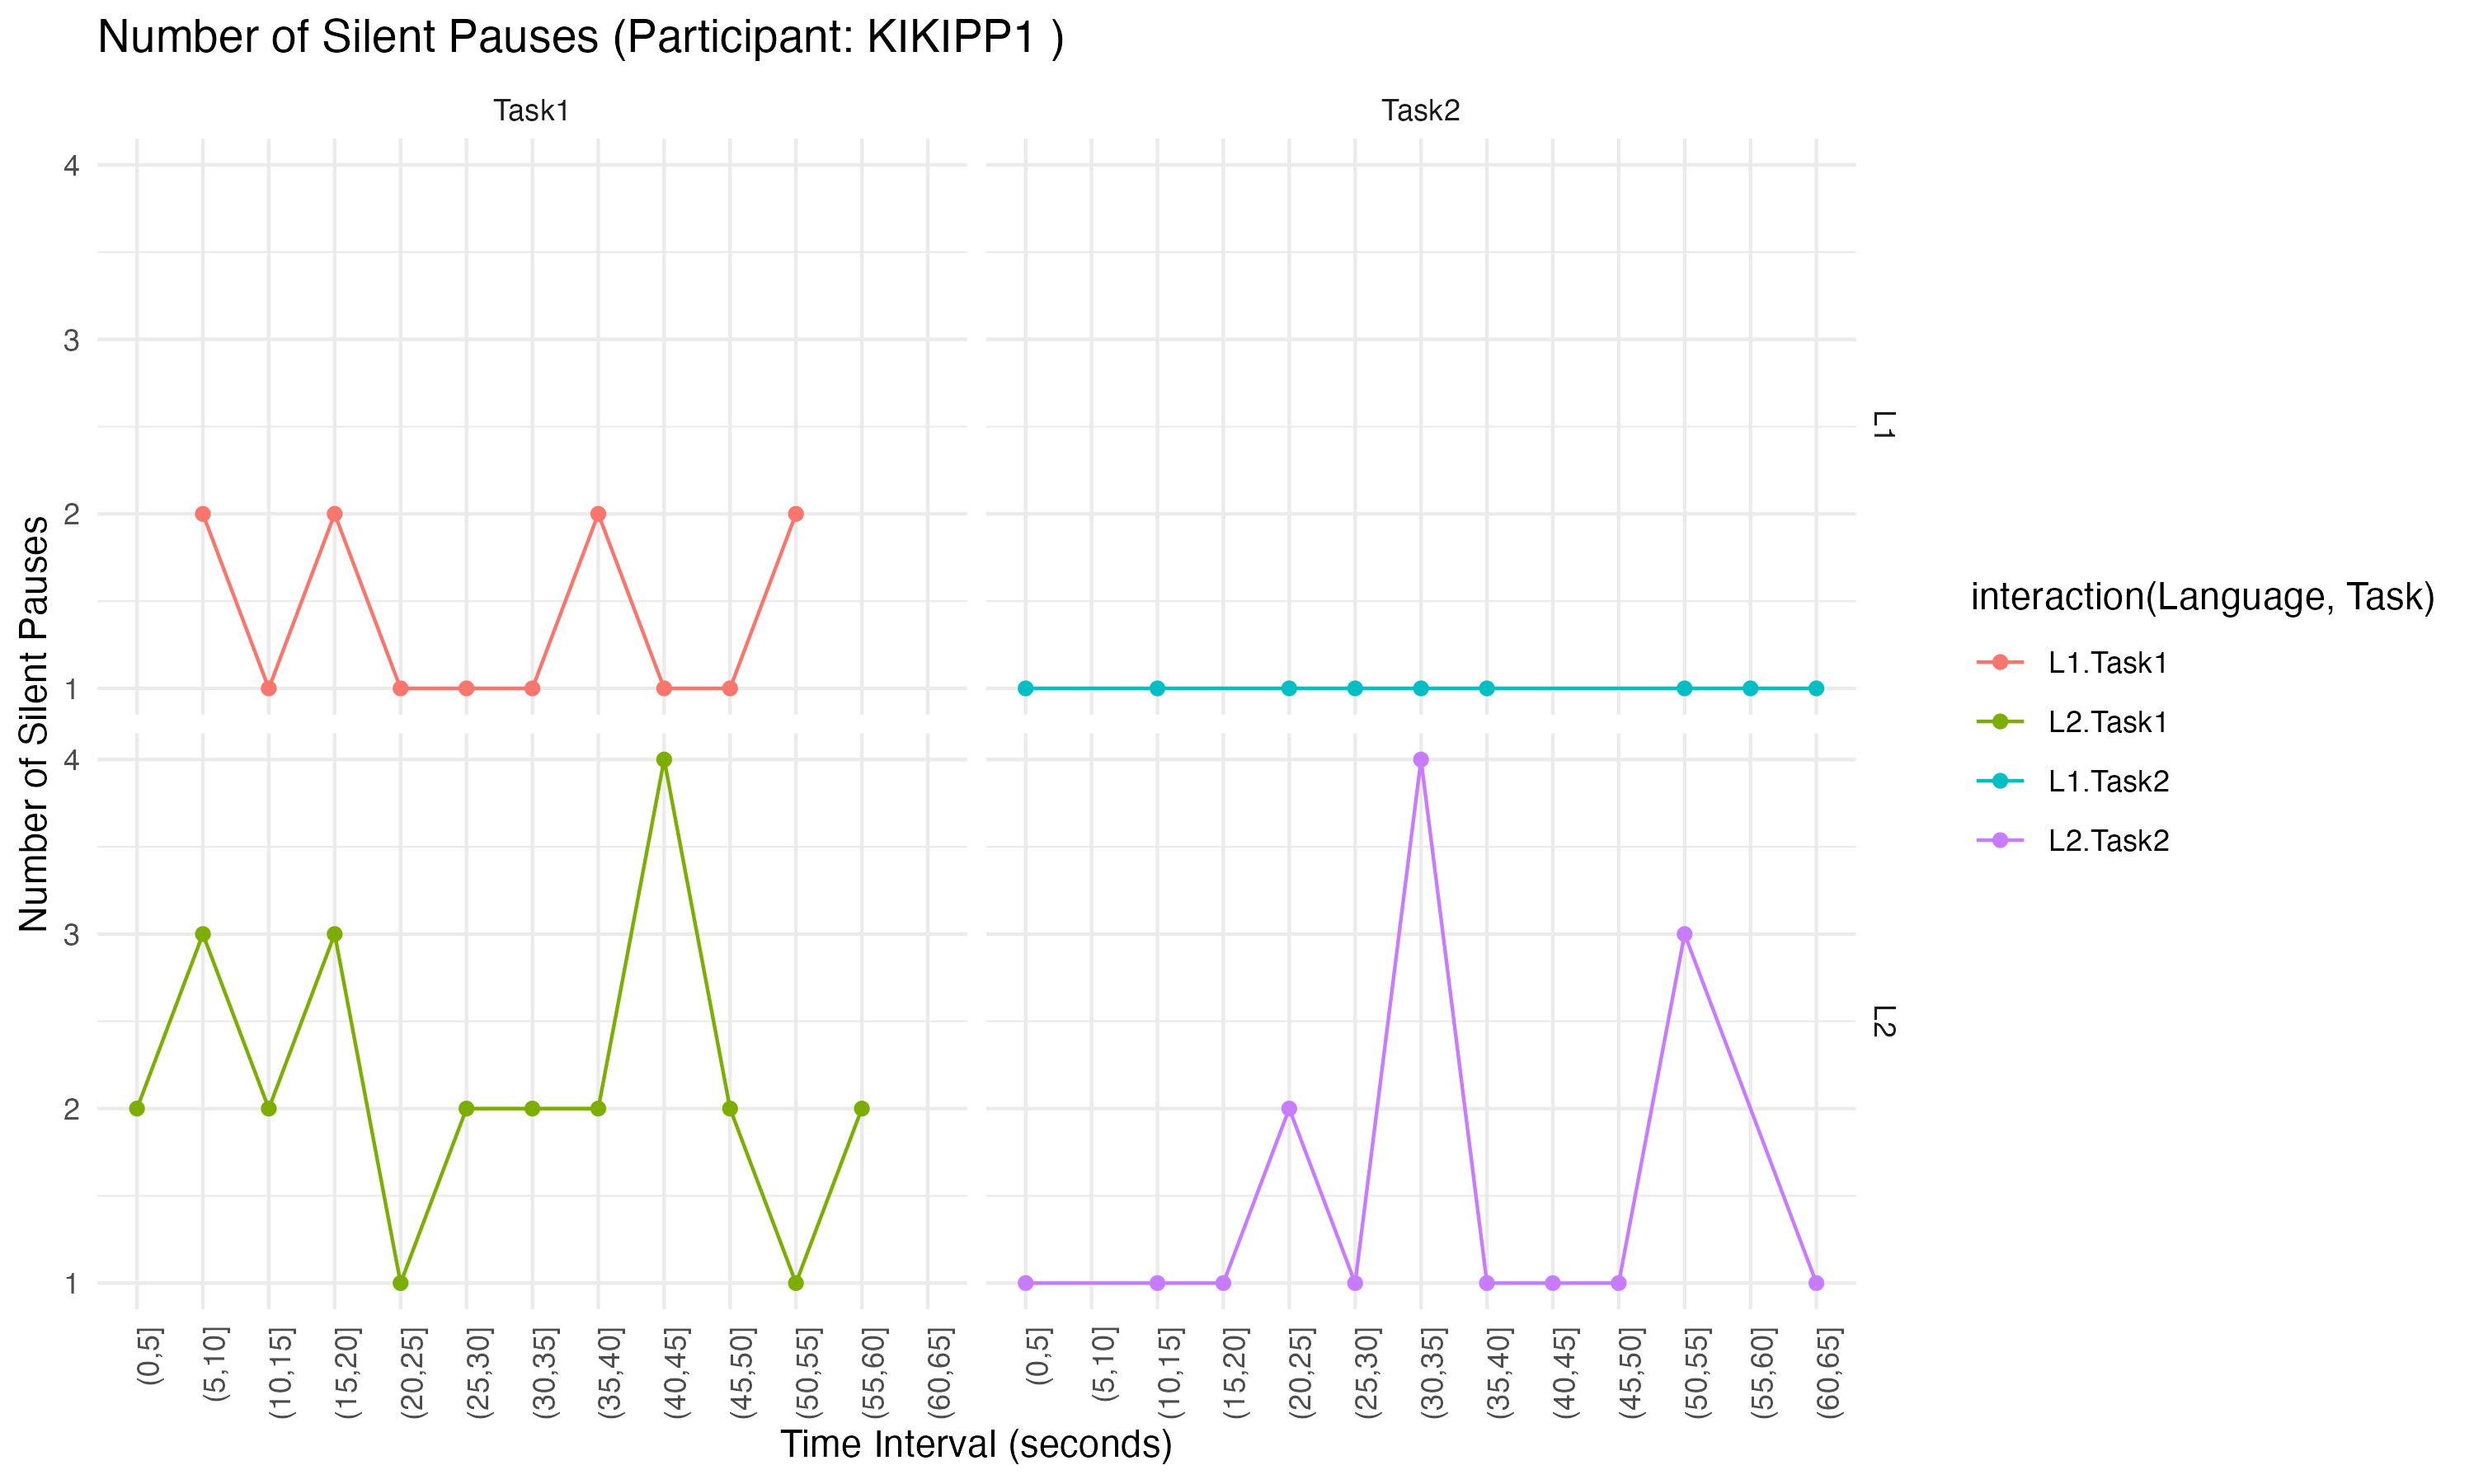 Number of Silent Pauses (Participant: KIKIPP1 )
Task1
Task2
4
3
2
1
L1
4
3
2
1
L2
Number of Silent Pauses
(0,5]
(5,10]
(10,15]
(15,20]
(20,25]
(25,30]
(30,35]
(35,40]
(40,45]
(45,50]
(50,55]
(55,60]
(60,65]
(0,5]
(5,10]
(10,15]
(15,20]
(20,25]
(25,30]
(30,35]
(35,40]
(40,45]
(45,50]
(50,55]
(55,60]
(60,65]
Time Interval (seconds)
interaction(Language, Task)
L1.Task1
L2.Task1
L1.Task2
L2.Task2